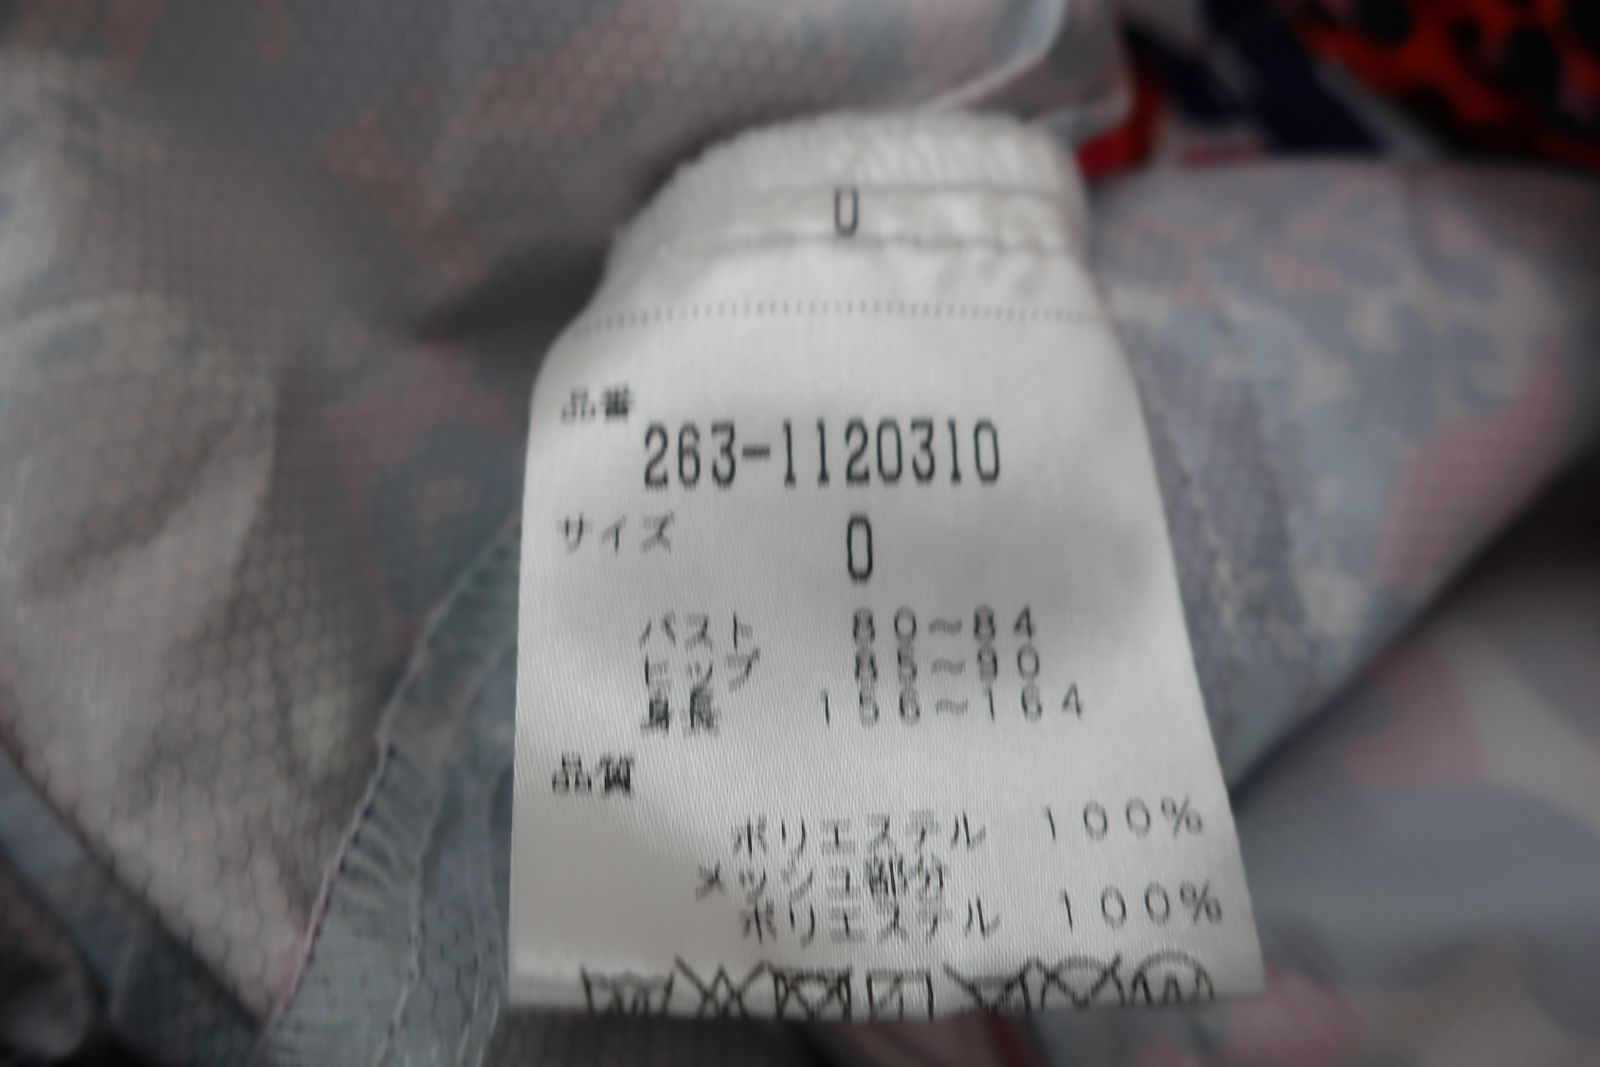 0
品番
263-1120310
サイズ
0
バスト 80~84
ヒップ 85~90
身長 156~164
品質
ポリエステル 100%
メッシュ部分
ポリエステル 100%